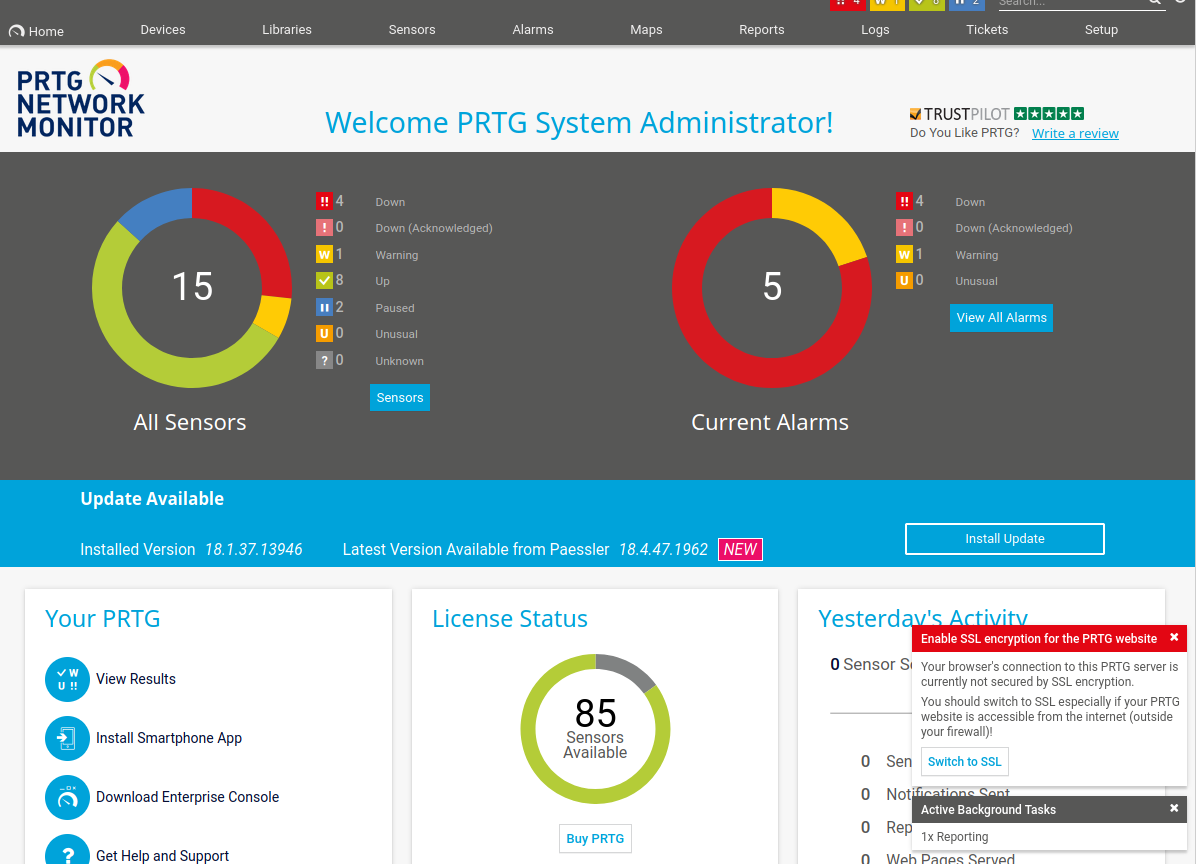 !! 4 W 1 8 2 Search...
Home Devices Libraries Sensors Alarms Maps Reports Logs Tickets Setup
PRTG
NETWORK
MONITOR
Welcome PRTG System Administrator!
TRUSTPILOT
Do You Like PRTG? Write a review
15
!! 4 Down
! 0 Down (Acknowledged)
W 1 Warning
8 Up
2 Paused
U 0 Unusual
? 0 Unknown
Sensors
All Sensors
5
!! 4 Down
! 0 Down (Acknowledged)
W 1 Warning
U 0 Unusual
View All Alarms
Current Alarms
Update Available
Installed Version 18.1.37.13946 Latest Version Available from Paessler 18.4.47.1962 NEW
Install Update
Your PRTG
W
U !!
View Results
Install Smartphone App
Download Enterprise Console
? Get Help and Support
License Status
85
Sensors
Available
Buy PRTG
Yesterday's Activity
0 Sensor
0
0 Notifications Sent
0
0 Web Pages Served
Enable SSL encryption for the PRTG website
Your browser's connection to this PRTG server is
currently not secured by SSL encryption.
You should switch to SSL especially if your PRTG
website is accessible from the internet (outside
your firewall)!
Switch to SSL
Active Background Tasks
1x Reporting